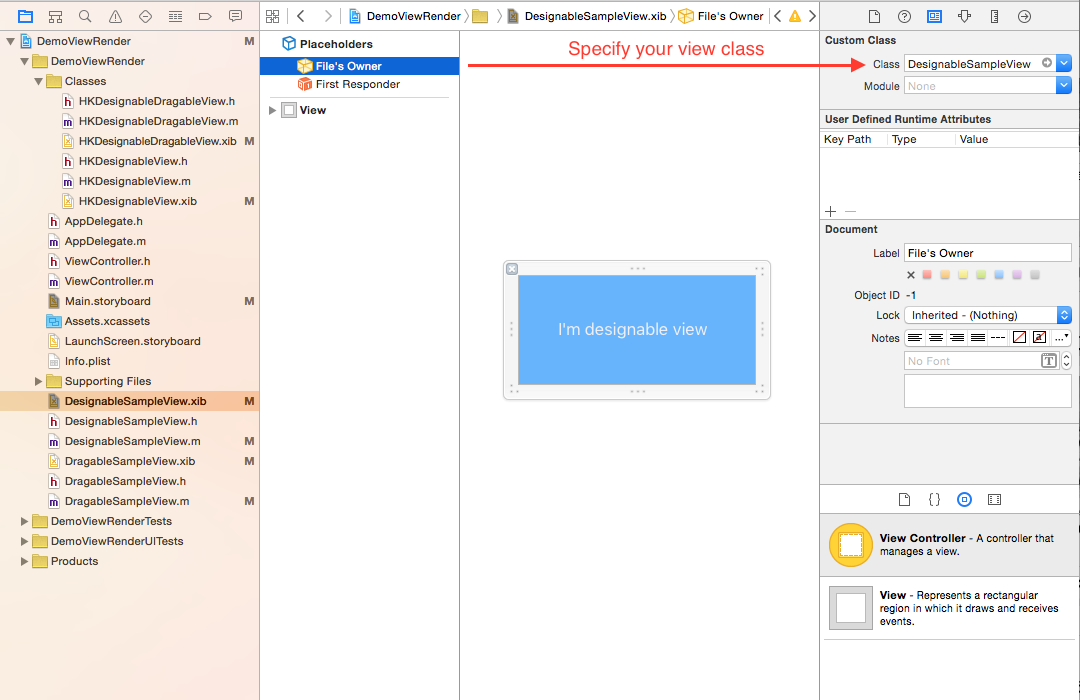 DemoViewRender
DesignableSampleView.xib
File's Owner
DemoViewRender M
DemoViewRender
Classes
HKDesignableDragableView.h
HKDesignableDragableView.m
HKDesignableDragableView.xib M
HKDesignableView.h
HKDesignableView.m
HKDesignableView.xib M
AppDelegate.h
AppDelegate.m
ViewController.h
ViewController.m
Main.storyboard M
Assets.xcassets
LaunchScreen.storyboard
Info.plist
Supporting Files
DesignableSampleView.xib M
DesignableSampleView.h
DesignableSampleView.m M
DragableSampleView.xib M
DragableSampleView.h
DragableSampleView.m M
DemoViewRenderTests
DemoViewRenderUITests
Products
Placeholders
File's Owner
First Responder
View
Specify your view class
I'm designable view
Custom Class
Class DesignableSampleView
Module None
User Defined Runtime Attributes
Key Path Type Value
Document
Label File's Owner
Object ID -1
Lock Inherited - (Nothing)
Notes
No Font
View Controller - A controller that
manages a view.
View - Represents a rectangular
region in which it draws and receives
events.